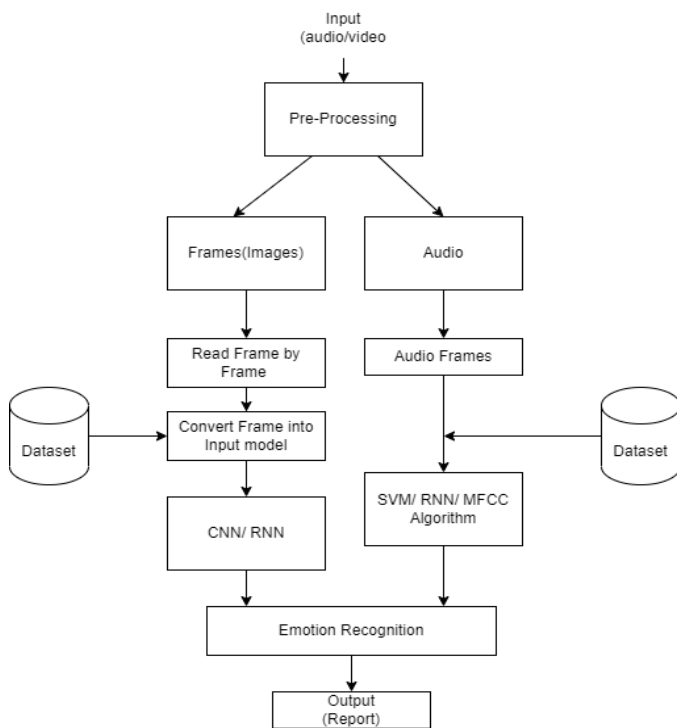 Input
(audio/video
Pre-Processing
Frames(Images)
Audio
Read Frame by
Frame
Audio Frames
Dataset
Convert Frame into
Input model
Dataset
SVM/ RNN/ MFCC
Algorithm
CNN/ RNN
Emotion Recognition
Output
(Report)